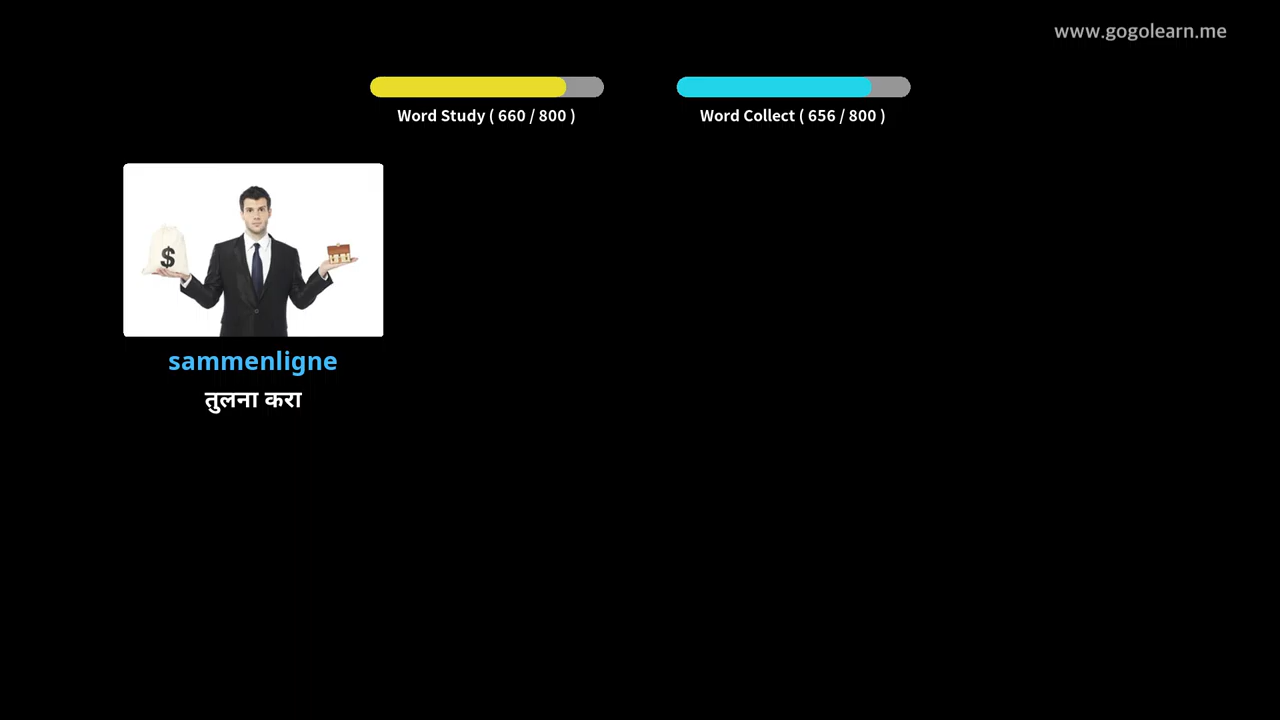 www.gogolearn.me
Word Study ( 660 / 800 )
Word Collect ( 656 / 800 )
$
sammenligne
तुलना करा